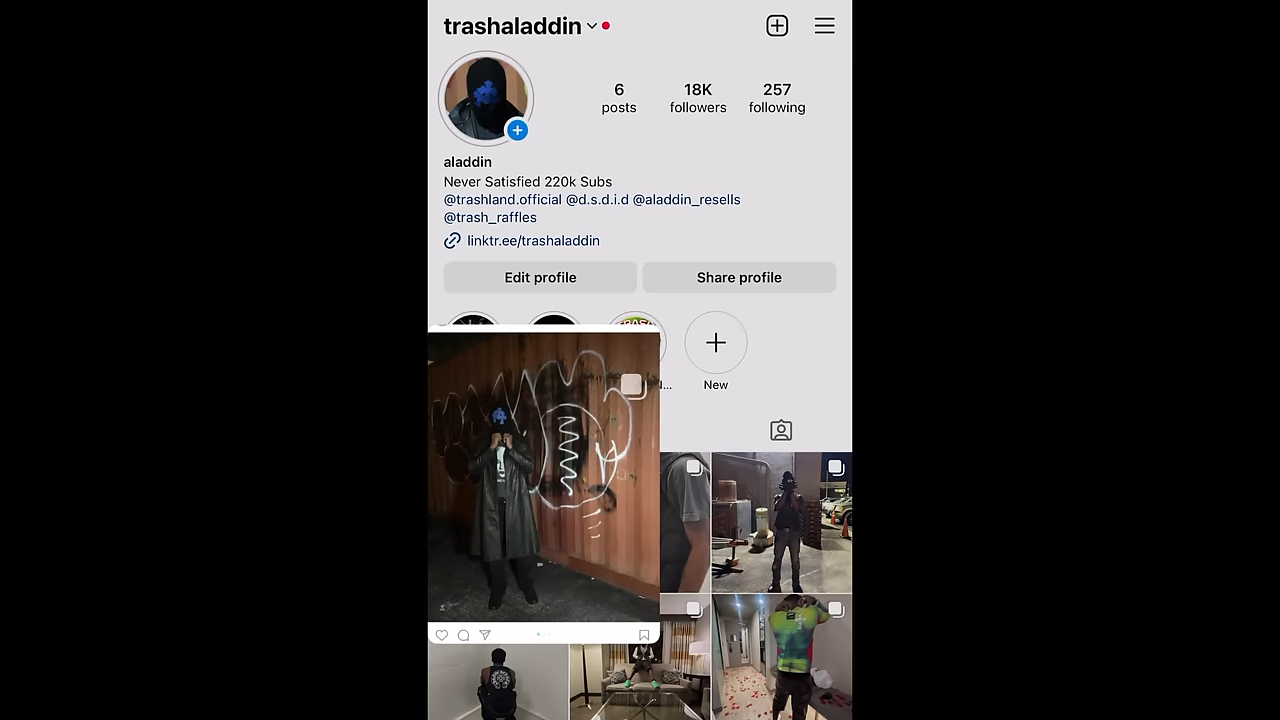 trashaladdin
6
posts
18K
followers
257
following
aladdin
Never Satisfied 220k Subs
@trashland.official @d.s.d.i.d @aladdin_resells
@trash_raffles
linktr.ee/trashaladdin
Edit profile
Share profile
New